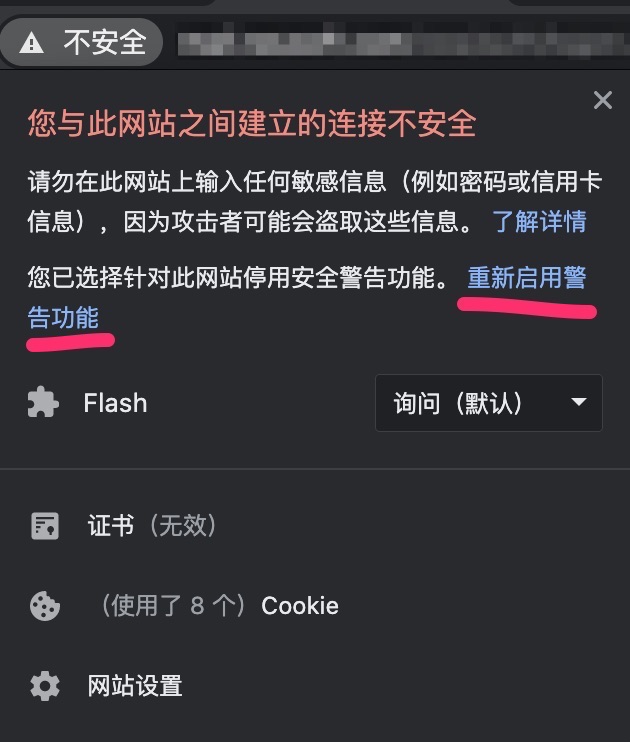 不安全
您与此网站之间建立的连接不安全
请勿在此网站上输入任何敏感信息（例如密码或信用卡
信息），因为攻击者可能会盗取这些信息。 了解详情
您已选择针对此网站停用安全警告功能。 重新启用警
告功能
Flash 询问（默认）
证书（无效）
（使用了 8 个）Cookie
网站设置